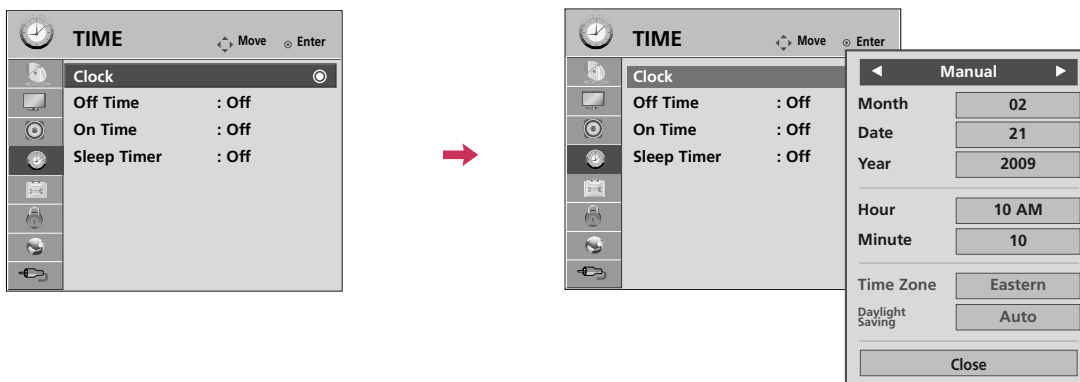 TIME Move Enter
Clock
Off Time : Off
On Time : Off
Sleep Timer : Off
TIME Move Enter
Clock
Off Time : Off
On Time : Off
Sleep Timer : Off
Manual
Month 02
Date 21
Year 2009
Hour 10 AM
Minute 10
Time Zone Eastern
Daylight
Saving Auto
Close